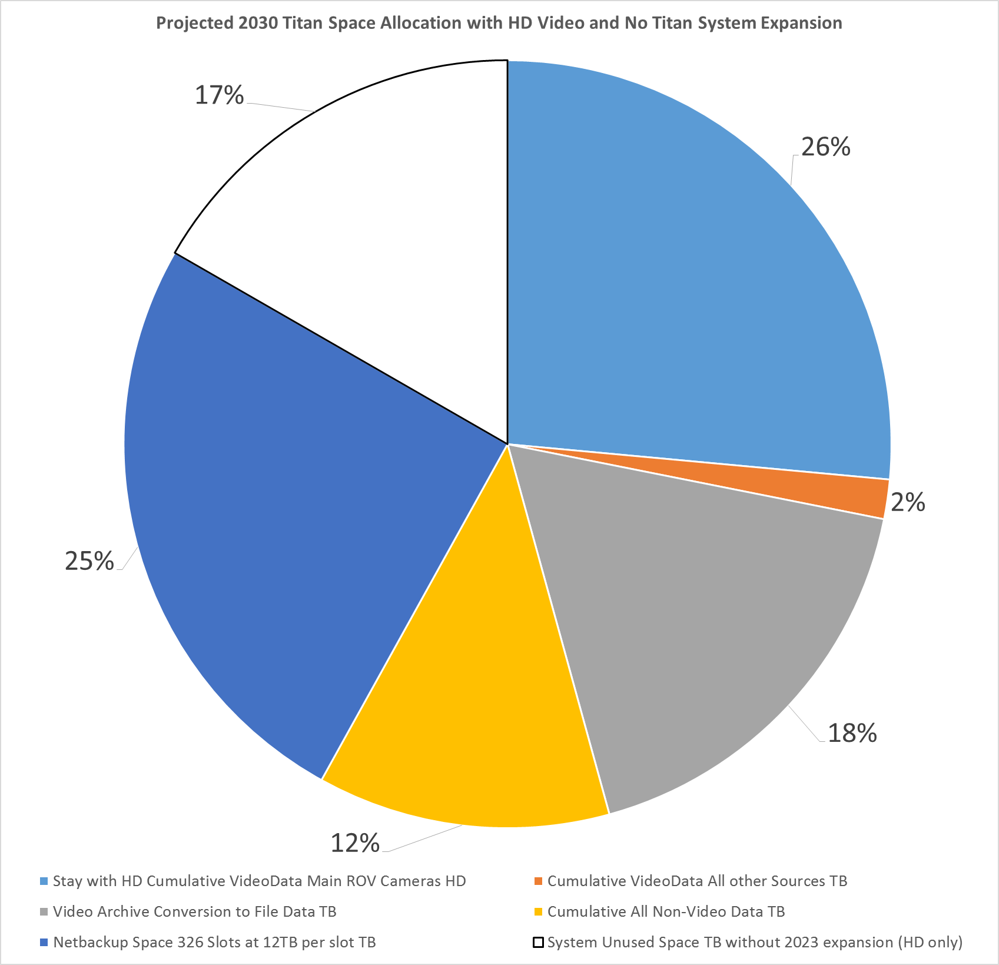 Projected 2030 Titan Space Allocation with HD Video and No Titan System Expansion
17%
26%
2%
25%
18%
12%
Stay with HD Cumulative VideoData Main ROV Cameras HD
Cumulative VideoData All other Sources TB
Video Archive Conversion to File Data TB
Cumulative All Non-Video Data TB
Netbackup Space 326 Slots at 12TB per slot TB
System Unused Space TB without 2023 expansion (HD only)